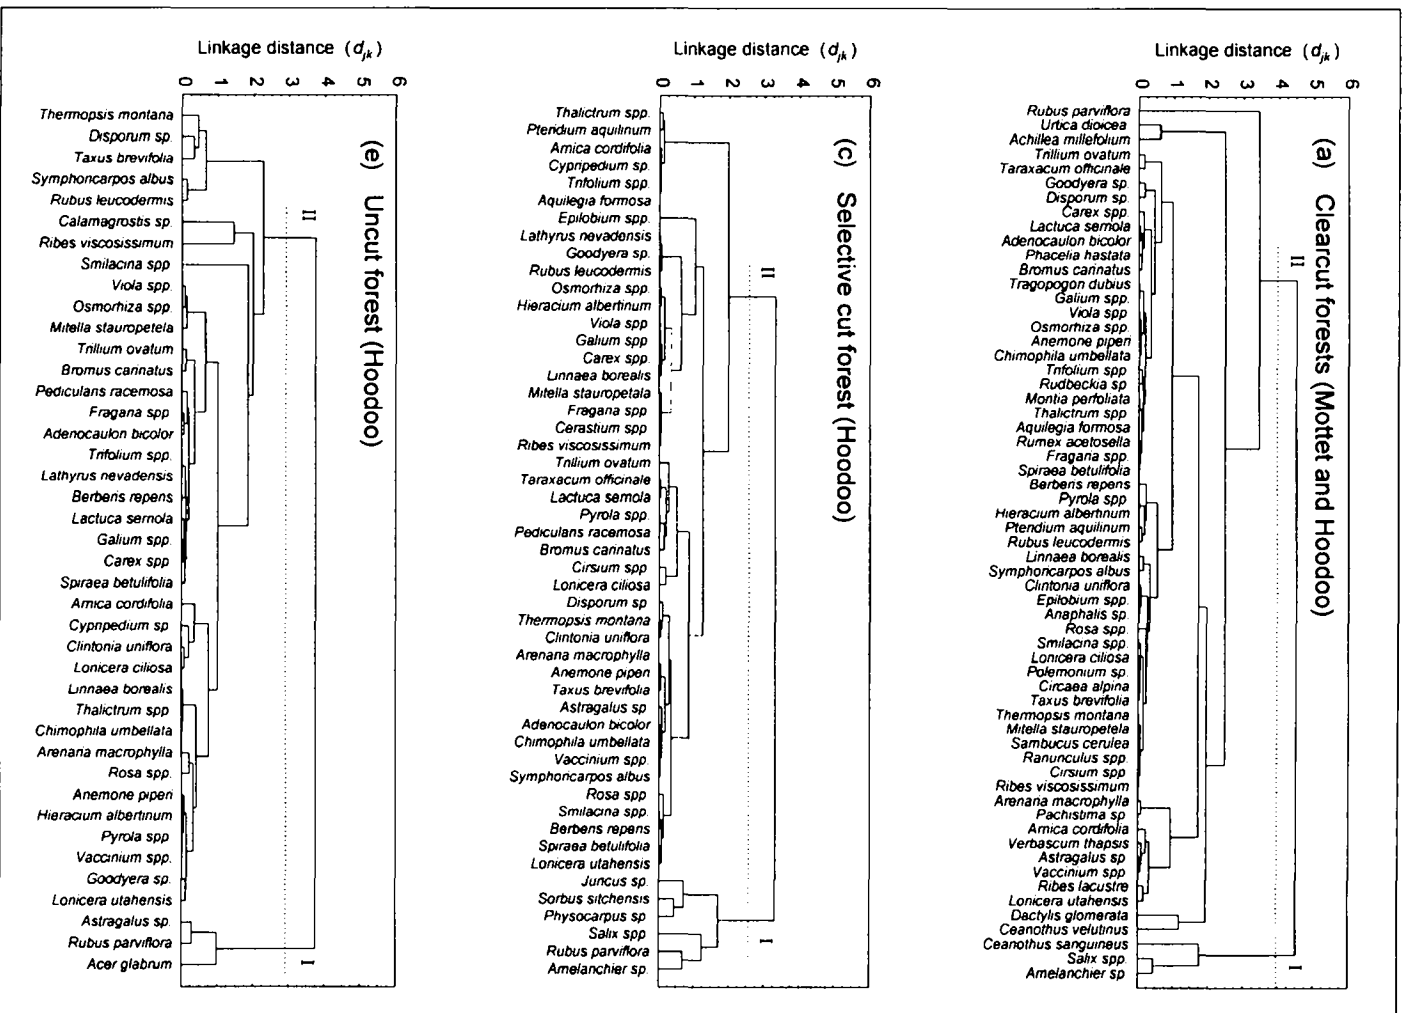 Linkage distance (d_jk)
0 1 2 3 4 5 6
(a) Clearcut forests (Mottet and Hoodoo)
II
I
Rubus parviflora
Urtica dioicea
Achillea millefolium
Trillium ovatum
Taraxacum officinale
Goodyera sp.
Disporum sp.
Carex spp.
Lactuca serriola
Adenocaulon bicolor
Phacelia hastata
Bromus carinatus
Tragopogon dubius
Galium spp.
Viola spp.
Osmorhiza spp.
Anemone piperi
Chimophila umbellata
Trifolium spp.
Rudbeckia sp
Montia perfoliata
Thalictrum spp
Aquilegia formosa
Rumex acetosella
Fragaria spp.
Spiraea betulifolia
Berberis repens
Pyrola spp
Hieracium albertinum
Pteridium aquilinum
Rubus leucodermis
Linnaea borealis
Symphoricarpos albus
Clintonia uniflora
Epilobium spp.
Anaphalis sp.
Rosa spp.
Smilacina spp.
Lonicera ciliosa
Polemonium sp.
Circaea alpina
Taxus brevifolia
Thermopsis montana
Mitella stauropetela
Sambucus cerulea
Ranunculus spp.
Cirsium spp
Ribes viscosissimum
Arenaria macrophylla
Pachistima sp
Arnica cordifolia
Verbascum thapsis
Astragalus sp
Vaccinium spp
Ribes lacustre
Lonicera utahensis
Dactylis glomerata
Ceanothus velutinus
Ceanothus sanguineus
Salix spp.
Amelanchier sp
Linkage distance (d_jk)
0 1 2 3 4 5 6
(c) Selective cut forest (Hooodoo)
II
I
Thalictrum spp.
Pteridium aquilinum
Arnica cordifolia
Cypripedium sp.
Trifolium spp.
Aquilegia formosa
Epilobium spp.
Lathyrus nevadensis
Goodyera sp.
Rubus leucodermis
Osmorhiza spp.
Hieracium albertinum
Viola spp
Galium spp
Carex spp.
Linnaea borealis
Mitella stauropetala
Fragaria spp
Cerastium spp.
Ribes viscosissimum
Trillium ovatum
Taraxacum officinale
Lactuca serriola
Pyrola spp.
Pedicularis racemosa
Bromus carinatus
Cirsium spp
Lonicera ciliosa
Disporum sp
Thermopsis montana
Clintonia uniflora
Arenaria macrophylla
Anemone piperi
Taxus brevifolia
Astragalus sp
Adenocaulon bicolor
Chimophila umbellata
Vaccinium spp.
Symphoricarpos albus
Rosa spp
Smilacina spp.
Berberis repens
Spiraea betulifolia
Lonicera utahensis
Juncus sp.
Sorbus sitchensis
Physocarpus sp
Salix spp
Rubus parviflora
Amelanchier sp.
Linkage distance (d_jk)
0 1 2 3 4 5 6
(e) Uncut forest (Hoodoo)
II
I
Thermopsis montana
Disporum sp.
Taxus brevifolia
Symphoricarpos albus
Rubus leucodermis
Calamagrostis sp.
Ribes viscosissimum
Smilacina spp
Viola spp.
Osmorhiza spp.
Mitella stauropetela
Trillium ovatum
Bromus carinatus
Pedicularis racemosa
Fragaria spp
Adenocaulon bicolor
Trifolium spp.
Lathyrus nevadensis
Berberis repens
Lactuca serriola
Galium spp.
Carex spp
Spiraea betulifolia
Arnica cordifolia
Cypripedium sp
Clintonia uniflora
Lonicera ciliosa
Linnaea borealis
Thalictrum spp
Chimophila umbellata
Arenaria macrophylla
Rosa spp.
Anemone piperi
Hieracium albertinum
Pyrola spp
Vaccinium spp.
Goodyera sp.
Lonicera utahensis
Astragalus sp.
Rubus parviflora
Acer glabrum